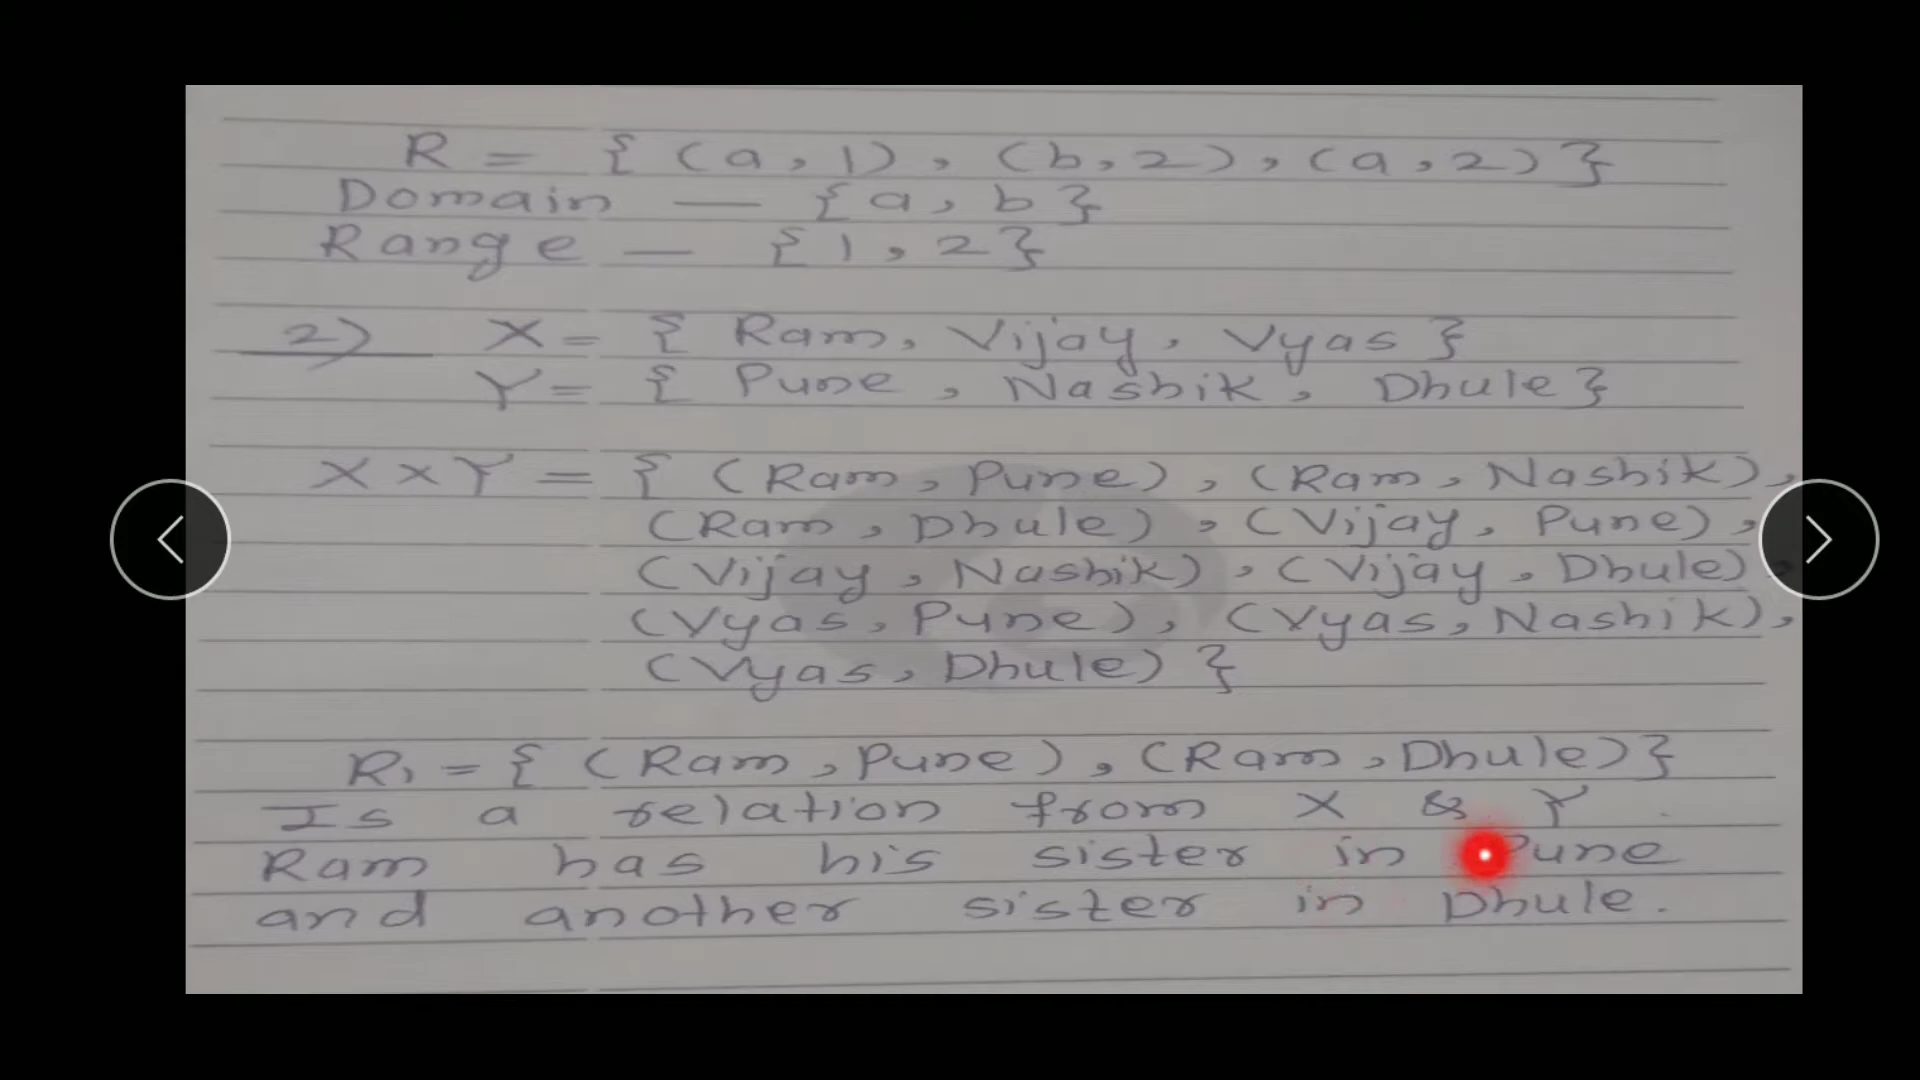 R = { (a, 1), (b, 2), (a, 2) }
Domain — {a, b}
Range — {1, 2}
2) X = { Ram, Vijay, Vyas }
Y = { Pune, Nashik, Dhule }
X × Y = { (Ram, Pune), (Ram, Nashik),
(Ram, Dhule), (Vijay, Pune),
(Vijay, Nashik), (Vijay, Dhule),
(Vyas, Pune), (Vyas, Nashik),
(Vyas, Dhule) }
R₁ = { (Ram, Pune), (Ram, Dhule) }
Is a relation from X & Y.
Ram has his sister in Pune
and another sister in Dhule.